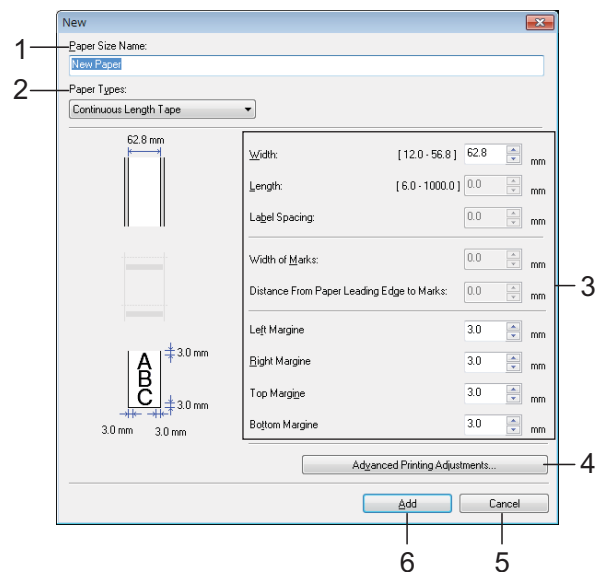 New
1
Paper Size Name:
New Paper
2
Paper Types:
Continuous Length Tape
62.8 mm
Width: [ 12.0 - 56.8 ] 62.8 mm
Length: [ 6.0 - 1000.0 ] 0.0 mm
Label Spacing: 0.0 mm
Width of Marks: 0.0 mm
Distance From Paper Leading Edge to Marks: 0.0 mm
3
Left Margine 3.0 mm
Right Margine 3.0 mm
Top Margine 3.0 mm
Bottom Margine 3.0 mm
A
B
C
3.0 mm
3.0 mm
3.0 mm 3.0 mm
Advanced Printing Adjustments...
4
Add Cancel
6 5